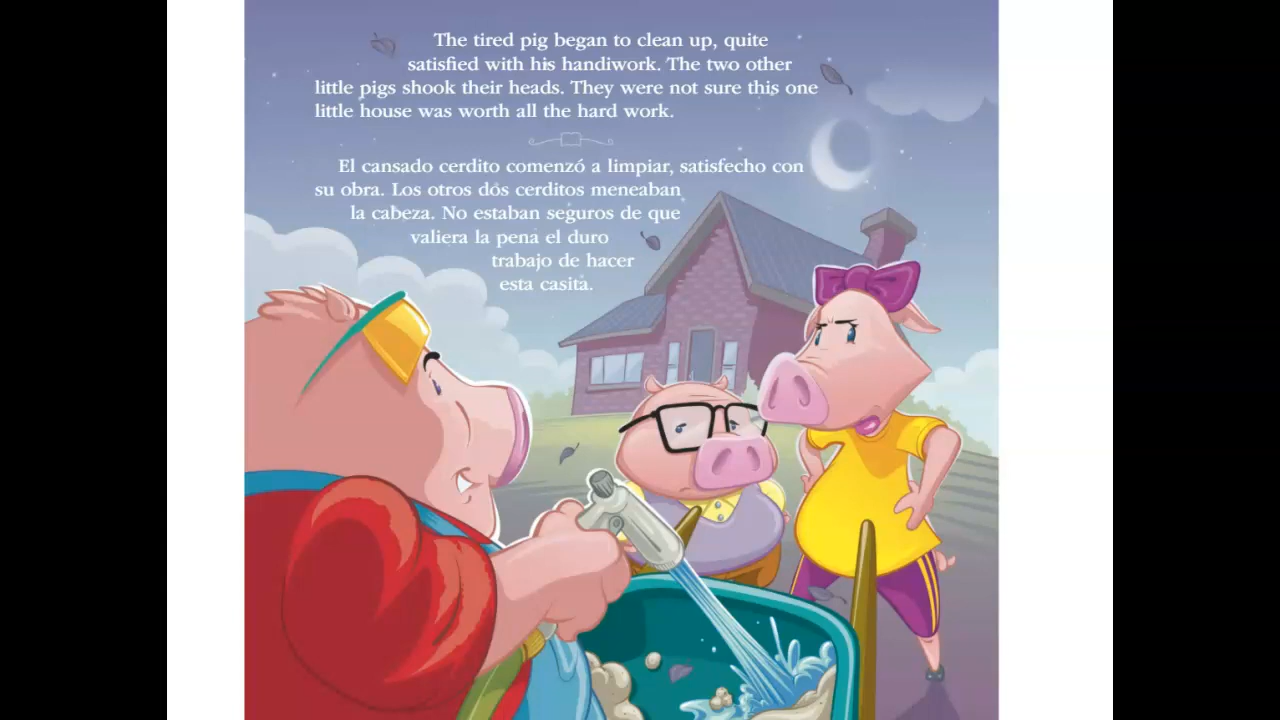 The tired pig began to clean up, quite
satisfied with his handiwork. The two other
little pigs shook their heads. They were not sure this one
little house was worth all the hard work.
El cansado cerdito comenzó a limpiar, satisfecho con
su obra. Los otros dos cerditos meneaban
la cabeza. No estaban seguros de que
valiera la pena el duro
trabajo de hacer
esta casita.